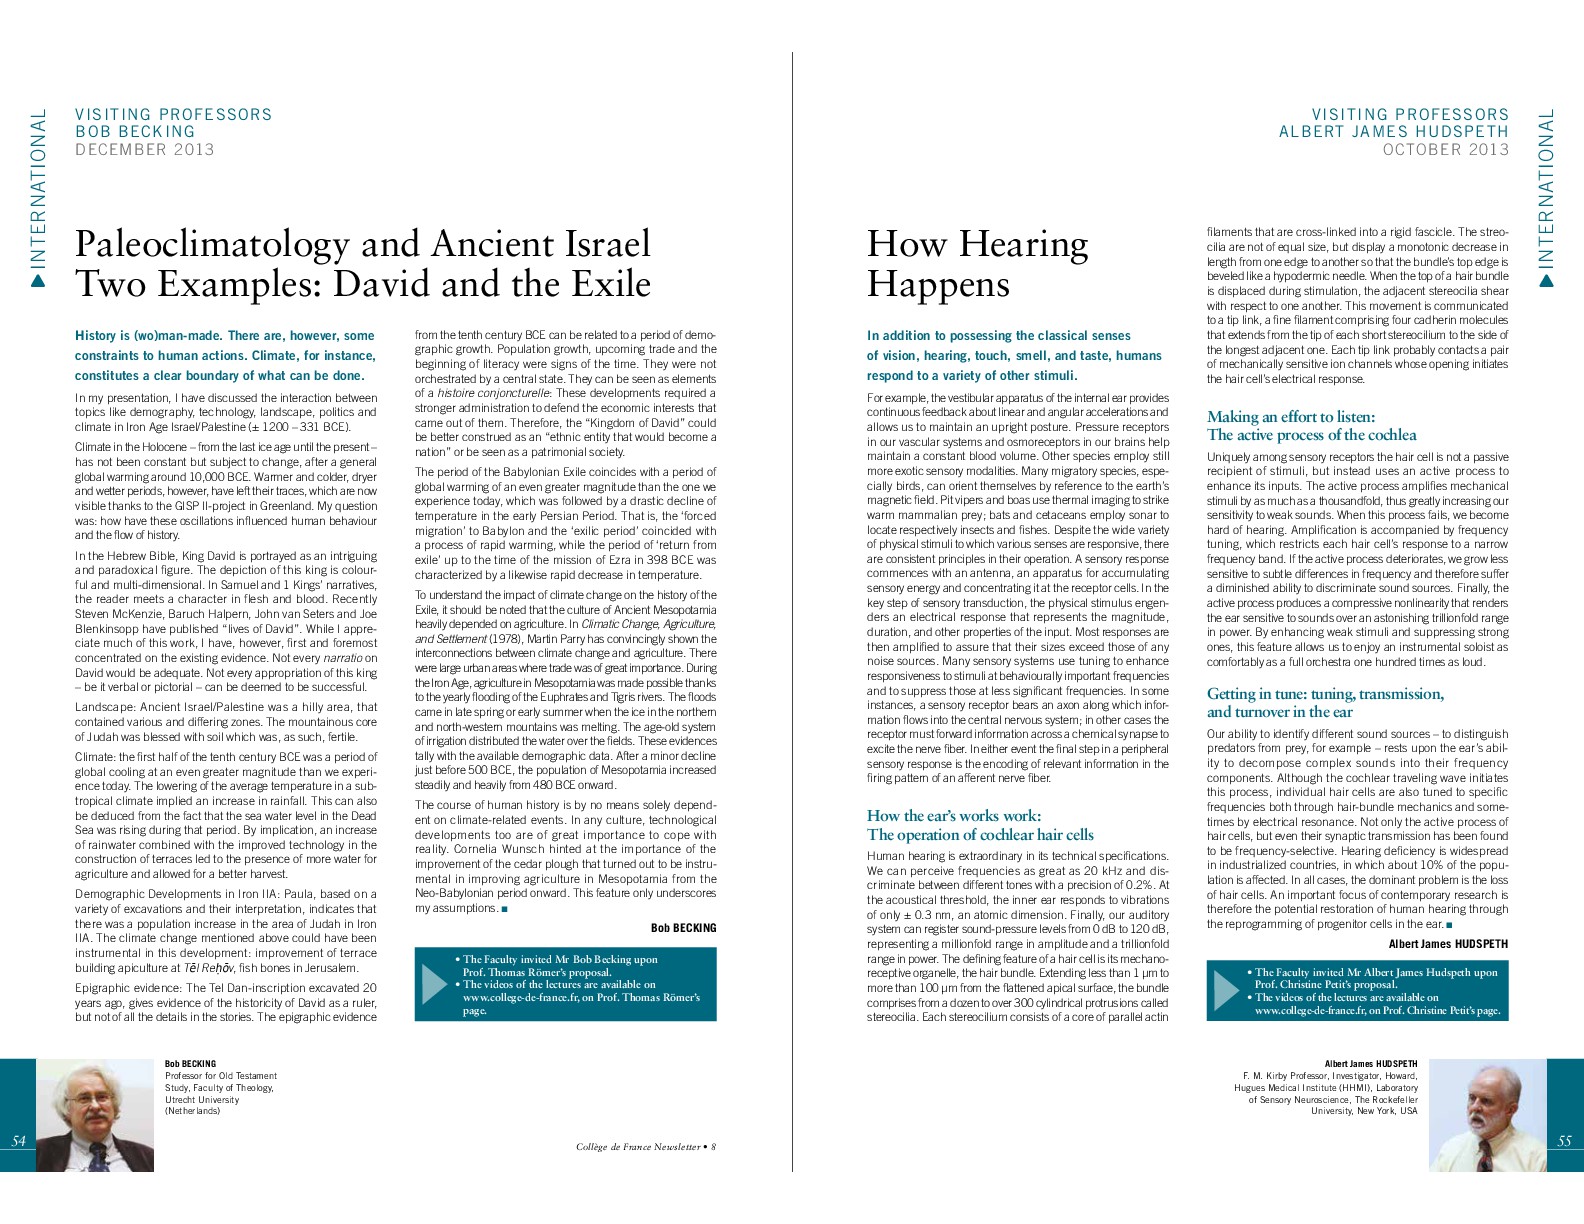 INTERNATIONAL
VISITING PROFESSORS
BOB BECKING
DECEMBER 2013
Paleoclimatology and Ancient Israel
Two Examples: David and the Exile
History is (wo)man-made. There are, however, some
constraints to human actions. Climate, for instance,
constitutes a clear boundary of what can be done.
In my presentation, I have discussed the interaction between
topics like demography, technology, landscape, politics and
climate in Iron Age Israel/Palestine (± 1200 – 331 BCE).
Climate in the Holocene – from the last ice age until the present –
has not been constant but subject to change, after a general
global warming around 10,000 BCE. Warmer and colder, dryer
and wetter periods, however, have left their traces, which are now
visible thanks to the GISP II-project in Greenland. My question
was: how have these oscillations influenced human behaviour
and the flow of history.
In the Hebrew Bible, King David is portrayed as an intriguing
and paradoxical figure. The depiction of this king is colour-
ful and multi-dimensional. In Samuel and 1 Kings’ narratives,
the reader meets a character in flesh and blood. Recently
Steven McKenzie, Baruch Halpern, John van Seters and Joe
Blenkinsopp have published “lives of David”. While I appre-
ciate much of this work, I have, however, first and foremost
concentrated on the existing evidence. Not every narratio on
David would be adequate. Not every appropriation of this king
– be it verbal or pictorial – can be deemed to be successful.
Landscape: Ancient Israel/Palestine was a hilly area, that
contained various and differing zones. The mountainous core
of Judah was blessed with soil which was, as such, fertile.
Climate: the first half of the tenth century BCE was a period of
global cooling at an even greater magnitude than we experi-
ence today. The lowering of the average temperature in a sub-
tropical climate implied an increase in rainfall. This can also
be deduced from the fact that the sea water level in the Dead
Sea was rising during that period. By implication, an increase
of rainwater combined with the improved technology in the
construction of terraces led to the presence of more water for
agriculture and allowed for a better harvest.
Demographic Developments in Iron IIA: Paula, based on a
variety of excavations and their interpretation, indicates that
there was a population increase in the area of Judah in Iron
IIA. The climate change mentioned above could have been
instrumental in this development: improvement of terrace
building apiculture at Tēl Reḥōv, fish bones in Jerusalem.
Epigraphic evidence: The Tel Dan-inscription excavated 20
years ago, gives evidence of the historicity of David as a ruler,
but not of all the details in the stories. The epigraphic evidence
from the tenth century BCE can be related to a period of demo-
graphic growth. Population growth, upcoming trade and the
beginning of literacy were signs of the time. They were not
orchestrated by a central state. They can be seen as elements
of a histoire conjoncturelle: These developments required a
stronger administration to defend the economic interests that
came out of them. Therefore, the “Kingdom of David” could
be better construed as an “ethnic entity that would become a
nation” or be seen as a patrimonial society.
The period of the Babylonian Exile coincides with a period of
global warming of an even greater magnitude than the one we
experience today, which was followed by a drastic decline of
temperature in the early Persian Period. That is, the ‘forced
migration’ to Babylon and the ‘exilic period’ coincided with
a process of rapid warming, while the period of ‘return from
exile’ up to the time of the mission of Ezra in 398 BCE was
characterized by a likewise rapid decrease in temperature.
To understand the impact of climate change on the history of the
Exile, it should be noted that the culture of Ancient Mesopotamia
heavily depended on agriculture. In Climatic Change, Agriculture,
and Settlement (1978), Martin Parry has convincingly shown the
interconnections between climate change and agriculture. There
were large urban areas where trade was of great importance. During
the Iron Age, agriculture in Mesopotamia was made possible thanks
to the yearly flooding of the Euphrates and Tigris rivers. The floods
came in late spring or early summer when the ice in the northern
and north-western mountains was melting. The age-old system
of irrigation distributed the water over the fields. These evidences
tally with the available demographic data. After a minor decline
just before 500 BCE, the population of Mesopotamia increased
steadily and heavily from 480 BCE onward.
The course of human history is by no means solely depend-
ent on climate-related events. In any culture, technological
developments too are of great importance to cope with
reality. Cornelia Wunsch hinted at the importance of the
improvement of the cedar plough that turned out to be instru-
mental in improving agriculture in Mesopotamia from the
Neo-Babylonian period onward. This feature only underscores
my assumptions. ■
Bob BECKING
• The Faculty invited Mr Bob Becking upon
Prof. Thomas Römer’s proposal.
• The videos of the lectures are available on
www.college-de-france.fr, on Prof. Thomas Römer’s
page.
Bob BECKING
Professor for Old Testament
Study, Faculty of Theology,
Utrecht University
(Netherlands)
54
Collège de France Newsletter • 8
VISITING PROFESSORS
ALBERT JAMES HUDSPETH
OCTOBER 2013
INTERNATIONAL
How Hearing
Happens
In addition to possessing the classical senses
of vision, hearing, touch, smell, and taste, humans
respond to a variety of other stimuli.
For example, the vestibular apparatus of the internal ear provides
continuous feedback about linear and angular accelerations and
allows us to maintain an upright posture. Pressure receptors
in our vascular systems and osmoreceptors in our brains help
maintain a constant blood volume. Other species employ still
more exotic sensory modalities. Many migratory species, espe-
cially birds, can orient themselves by reference to the earth’s
magnetic field. Pit vipers and boas use thermal imaging to strike
warm mammalian prey; bats and cetaceans employ sonar to
locate respectively insects and fishes. Despite the wide variety
of physical stimuli to which various senses are responsive, there
are consistent principles in their operation. A sensory response
commences with an antenna, an apparatus for accumulating
sensory energy and concentrating it at the receptor cells. In the
key step of sensory transduction, the physical stimulus engen-
ders an electrical response that represents the magnitude,
duration, and other properties of the input. Most responses are
then amplified to assure that their sizes exceed those of any
noise sources. Many sensory systems use tuning to enhance
responsiveness to stimuli at behaviourally important frequencies
and to suppress those at less significant frequencies. In some
instances, a sensory receptor bears an axon along which infor-
mation flows into the central nervous system; in other cases the
receptor must forward information across a chemical synapse to
excite the nerve fiber. In either event the final step in a peripheral
sensory response is the encoding of relevant information in the
firing pattern of an afferent nerve fiber.
How the ear’s works work:
The operation of cochlear hair cells
Human hearing is extraordinary in its technical specifications.
We can perceive frequencies as great as 20 kHz and dis-
criminate between different tones with a precision of 0.2%. At
the acoustical threshold, the inner ear responds to vibrations
of only ± 0.3 nm, an atomic dimension. Finally, our auditory
system can register sound-pressure levels from 0 dB to 120 dB,
representing a millionfold range in amplitude and a trillionfold
range in power. The defining feature of a hair cell is its mechano-
receptive organelle, the hair bundle. Extending less than 1 µm to
more than 100 µm from the flattened apical surface, the bundle
comprises from a dozen to over 300 cylindrical protrusions called
stereocilia. Each stereocilium consists of a core of parallel actin
filaments that are cross-linked into a rigid fascicle. The streo-
cilia are not of equal size, but display a monotonic decrease in
length from one edge to another so that the bundle’s top edge is
beveled like a hypodermic needle. When the top of a hair bundle
is displaced during stimulation, the adjacent stereocilia shear
with respect to one another. This movement is communicated
to a tip link, a fine filament comprising four cadherin molecules
that extends from the tip of each short stereocilium to the side of
the longest adjacent one. Each tip link probably contacts a pair
of mechanically sensitive ion channels whose opening initiates
the hair cell’s electrical response.
Making an effort to listen:
The active process of the cochlea
Uniquely among sensory receptors the hair cell is not a passive
recipient of stimuli, but instead uses an active process to
enhance its inputs. The active process amplifies mechanical
stimuli by as much as a thousandfold, thus greatly increasing our
sensitivity to weak sounds. When this process fails, we become
hard of hearing. Amplification is accompanied by frequency
tuning, which restricts each hair cell’s response to a narrow
frequency band. If the active process deteriorates, we grow less
sensitive to subtle differences in frequency and therefore suffer
a diminished ability to discriminate sound sources. Finally, the
active process produces a compressive nonlinearity that renders
the ear sensitive to sounds over an astonishing trillionfold range
in power. By enhancing weak stimuli and suppressing strong
ones, this feature allows us to enjoy an instrumental soloist as
comfortably as a full orchestra one hundred times as loud.
Getting in tune: tuning, transmission,
and turnover in the ear
Our ability to identify different sound sources – to distinguish
predators from prey, for example – rests upon the ear’s abil-
ity to decompose complex sounds into their frequency
components. Although the cochlear traveling wave initiates
this process, individual hair cells are also tuned to specific
frequencies both through hair-bundle mechanics and some-
times by electrical resonance. Not only the active process of
hair cells, but even their synaptic transmission has been found
to be frequency-selective. Hearing deficiency is widespread
in industrialized countries, in which about 10% of the popu-
lation is affected. In all cases, the dominant problem is the loss
of hair cells. An important focus of contemporary research is
therefore the potential restoration of human hearing through
the reprogramming of progenitor cells in the ear. ■
Albert James HUDSPETH
• The Faculty invited Mr Albert James Hudspeth upon
Prof. Christine Petit’s proposal.
• The videos of the lectures are available on
www.college-de-france.fr, on Prof. Christine Petit’s page.
Albert James HUDSPETH
F. M. Kirby Professor, Investigator, Howard,
Hugues Medical Institute (HHMI), Laboratory
of Sensory Neuroscience, The Rockefeller
University, New York, USA
55